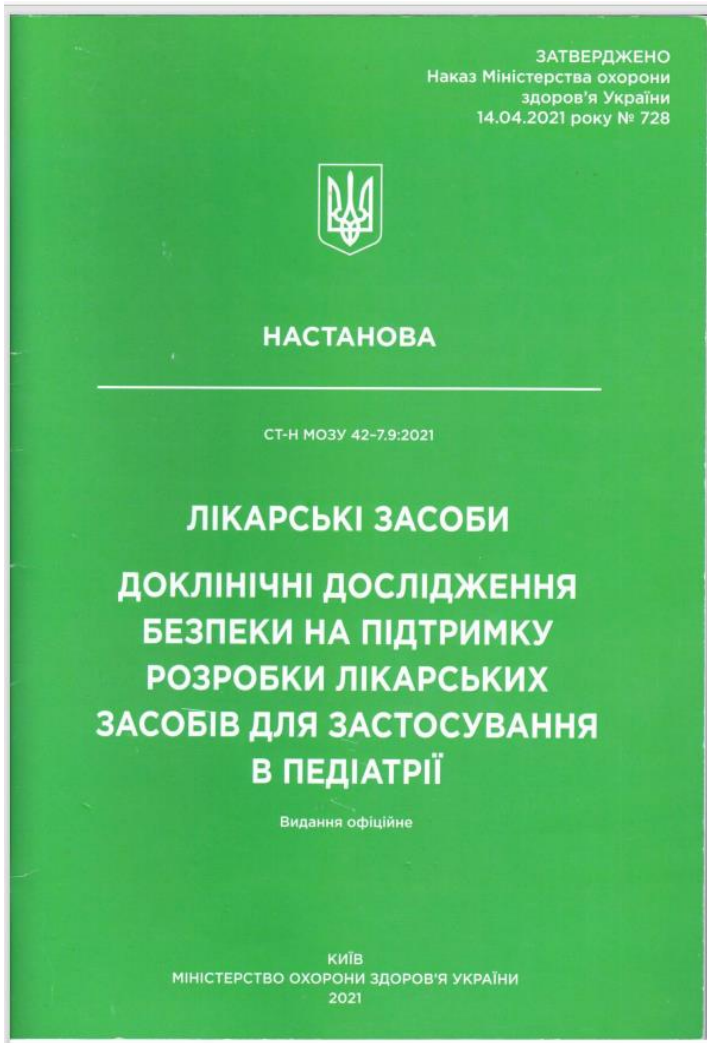 ЗАТВЕРДЖЕНО
Наказ Міністерства охорони
здоров’я України
14.04.2021 року № 728
НАСТАНОВА
СТ-Н МОЗУ 42–7.9:2021
ЛІКАРСЬКІ ЗАСОБИ
ДОКЛІНІЧНІ ДОСЛІДЖЕННЯ
БЕЗПЕКИ НА ПІДТРИМКУ
РОЗРОБКИ ЛІКАРСЬКИХ
ЗАСОБІВ ДЛЯ ЗАСТОСУВАННЯ
В ПЕДІАТРІЇ
Видання офіційне
КИЇВ
МІНІСТЕРСТВО ОХОРОНИ ЗДОРОВ’Я УКРАЇНИ
2021